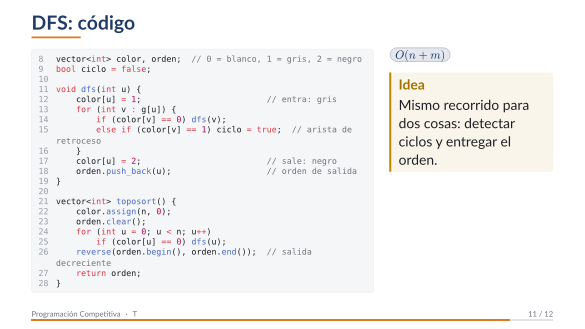 DFS: código
8 vector<int> color, orden; // 0 = blanco, 1 = gris, 2 = negro
9 bool ciclo = false;
10
11 void dfs(int u) {
12 color[u] = 1; // entra: gris
13 for (int v : g[u]) {
14 if (color[v] == 0) dfs(v);
15 else if (color[v] == 1) ciclo = true; // arista de
retroceso
16 }
17 color[u] = 2; // sale: negro
18 orden.push_back(u); // orden de salida
19 }
20
21 vector<int> toposort() {
22 color.assign(n, 0);
23 orden.clear();
24 for (int u = 0; u < n; u++)
25 if (color[u] == 0) dfs(u);
26 reverse(orden.begin(), orden.end()); // salida
decreciente
27 return orden;
28 }
O(n + m)
Idea
Mismo recorrido para
dos cosas: detectar
ciclos y entregar el
orden.
Programación Competitiva · T
11 / 12